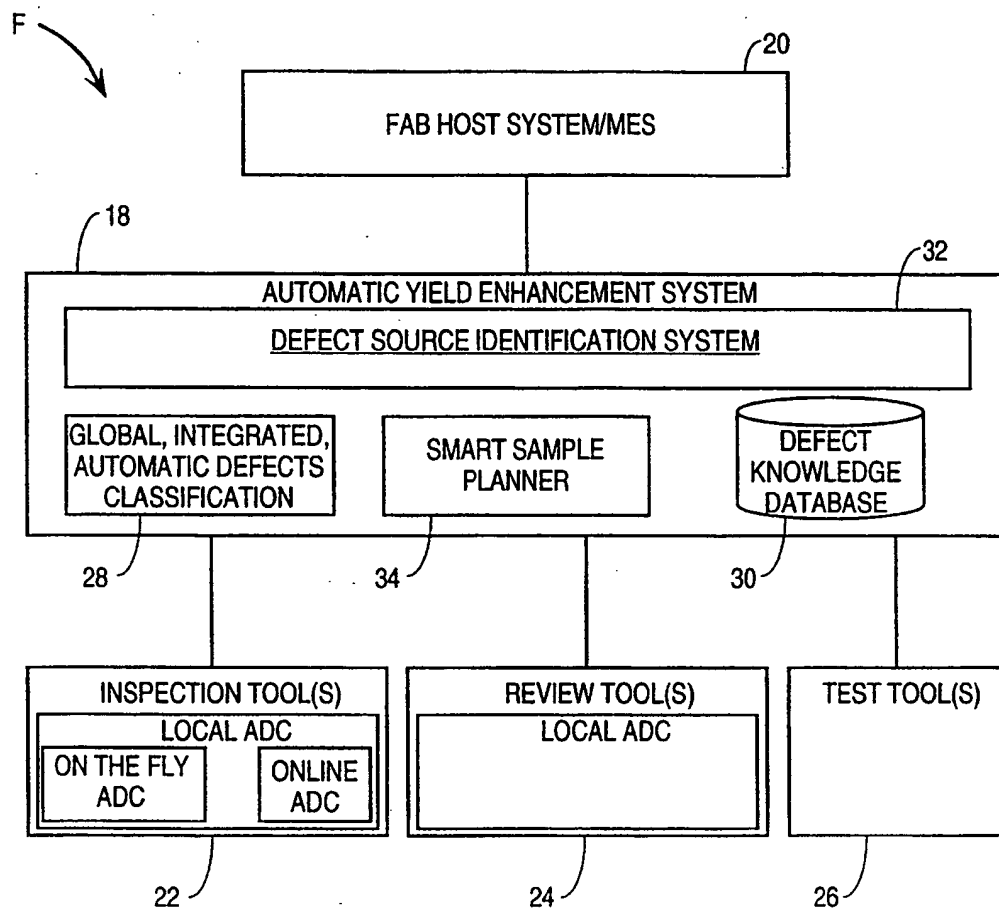 F
20
FAB HOST SYSTEM/MES
18
32
AUTOMATIC YIELD ENHANCEMENT SYSTEM
DEFECT SOURCE IDENTIFICATION SYSTEM
GLOBAL, INTEGRATED,
AUTOMATIC DEFECTS
CLASSIFICATION
SMART SAMPLE
PLANNER
DEFECT
KNOWLEDGE
DATABASE
28
34
30
INSPECTION TOOL(S)
LOCAL ADC
ON THE FLY
ADC
ONLINE
ADC
REVIEW TOOL(S)
LOCAL ADC
TEST TOOL(S)
22
24
26